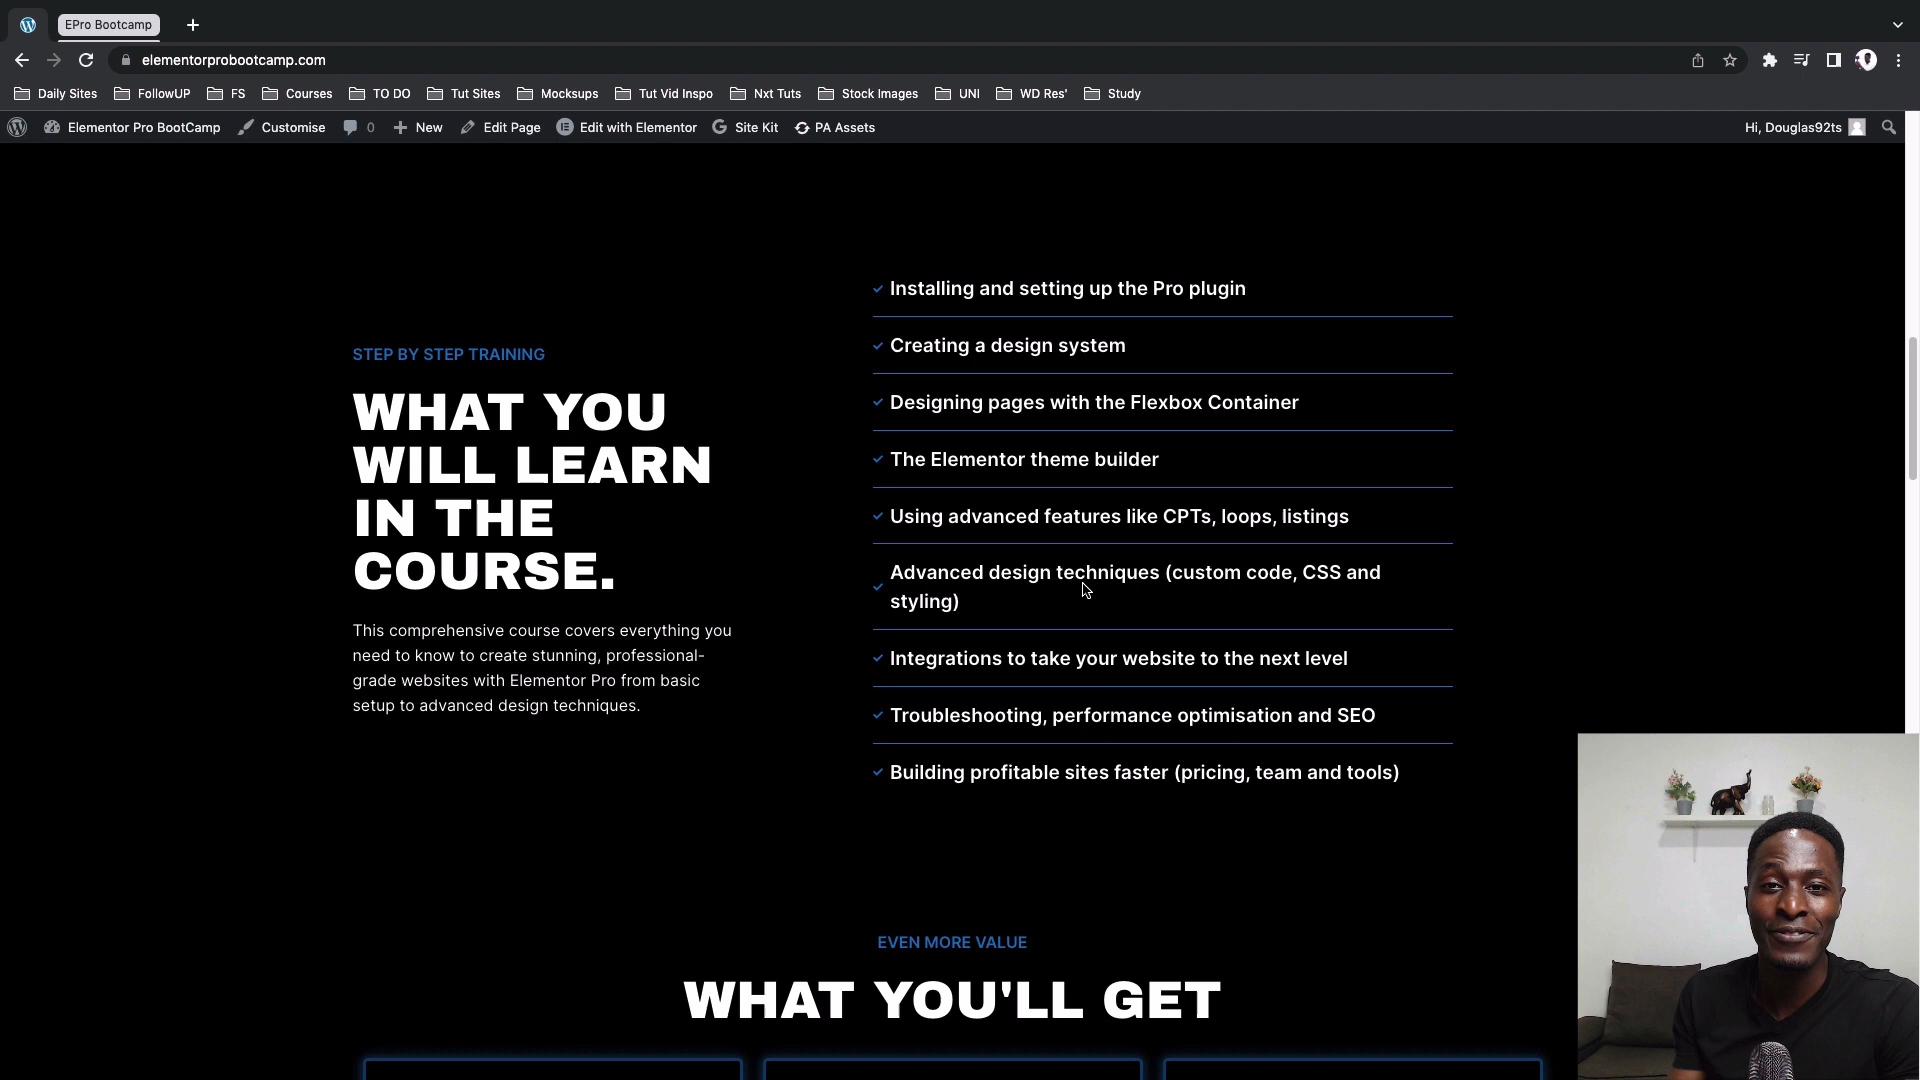 EPro Bootcamp
elementorprobootcamp.com
Daily Sites FollowUP FS Courses TO DO Tut Sites Mocksups Tut Vid Inspo Nxt Tuts Stock Images UNI WD Res' Study
Elementor Pro BootCamp Customise 0 New Edit Page Edit with Elementor Site Kit PA Assets Hi, Douglas92ts
STEP BY STEP TRAINING
WHAT YOU
WILL LEARN
IN THE
COURSE.
This comprehensive course covers everything you
need to know to create stunning, professional-
grade websites with Elementor Pro from basic
setup to advanced design techniques.
Installing and setting up the Pro plugin
Creating a design system
Designing pages with the Flexbox Container
The Elementor theme builder
Using advanced features like CPTs, loops, listings
Advanced design techniques (custom code, CSS and
styling)
Integrations to take your website to the next level
Troubleshooting, performance optimisation and SEO
Building profitable sites faster (pricing, team and tools)
EVEN MORE VALUE
WHAT YOU'LL GET